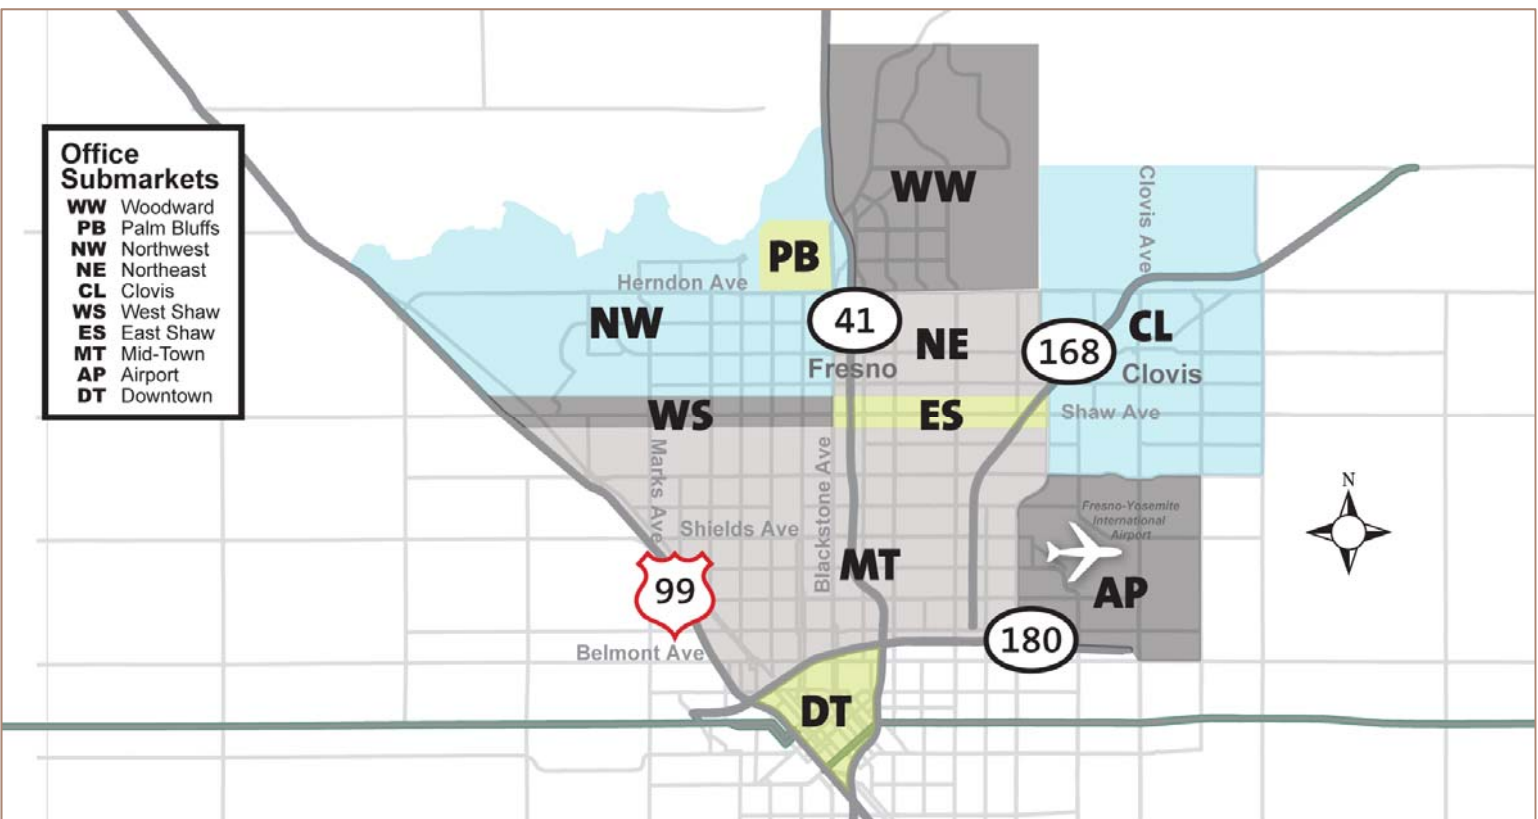 Office
Submarkets
WW Woodward
PB Palm Bluffs
NW Northwest
NE Northeast
CL Clovis
WS West Shaw
ES East Shaw
MT Mid-Town
AP Airport
DT Downtown
WW
Clovis Ave
PB
Herndon Ave
NW
41
NE
168
CL
Fresno
Clovis
WS
ES
Shaw Ave
Marks Ave
Blackstone Ave
N
Fresno-Yosemite
International
Airport
Shields Ave
MT
99
AP
180
Belmont Ave
DT